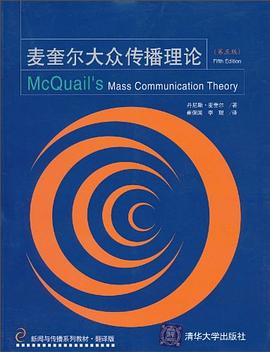 麦奎尔大众传播理论
(第五版)
McQuail's Mass Communication Theory
Fifth Edition
丹尼斯·麦奎尔/著
崔保国 李琨/译
新闻与传播系列教材·翻译版
清华大学出版社